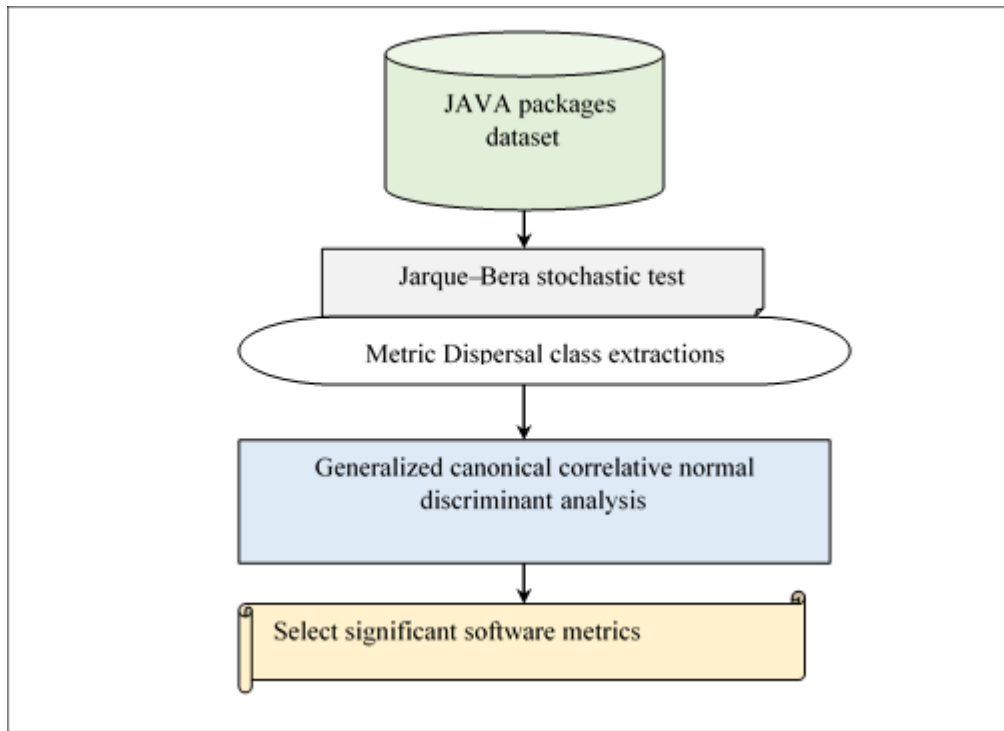 JAVA packages
dataset
Jarque–Bera stochastic test
Metric Dispersal class extractions
Generalized canonical correlative normal
discriminant analysis
Select significant software metrics